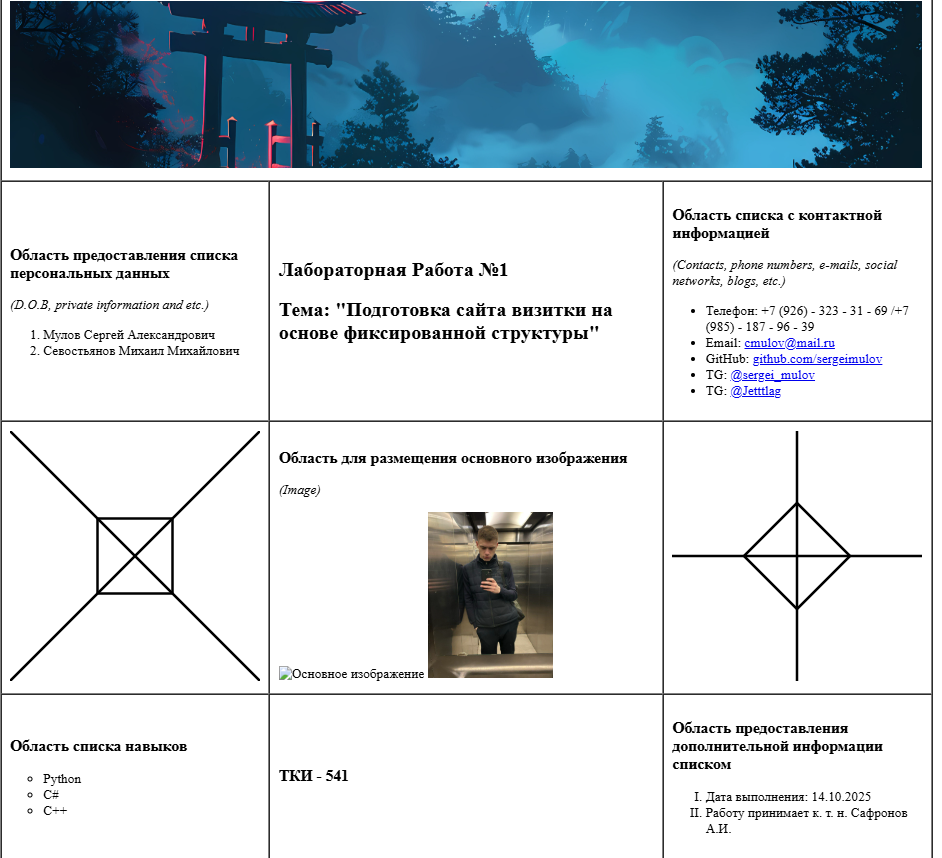 Область предоставления списка
персональных данных
(D.O.B, private information and etc.)
1. Мулов Сергей Александрович
2. Севостьянов Михаил Михайлович
Лабораторная Работа №1
Тема: "Подготовка сайта визитки на
основе фиксированной структуры"
Область списка с контактной
информацией
(Contacts, phone numbers, e-mails, social
networks, blogs, etc.)
Телефон: +7 (926) - 323 - 31 - 69 /+7
(985) - 187 - 96 - 39
Email: cmulov@mail.ru
GitHub: github.com/sergeimulov
TG: @sergei_mulov
TG: @Jetttlag
Область для размещения основного изображения
(Image)
Основное изображение
Область списка навыков
Python
C#
C++
ТКИ - 541
Область предоставления
дополнительной информации
списком
I. Дата выполнения: 14.10.2025
II. Работу принимает к. т. н. Сафронов
А.И.